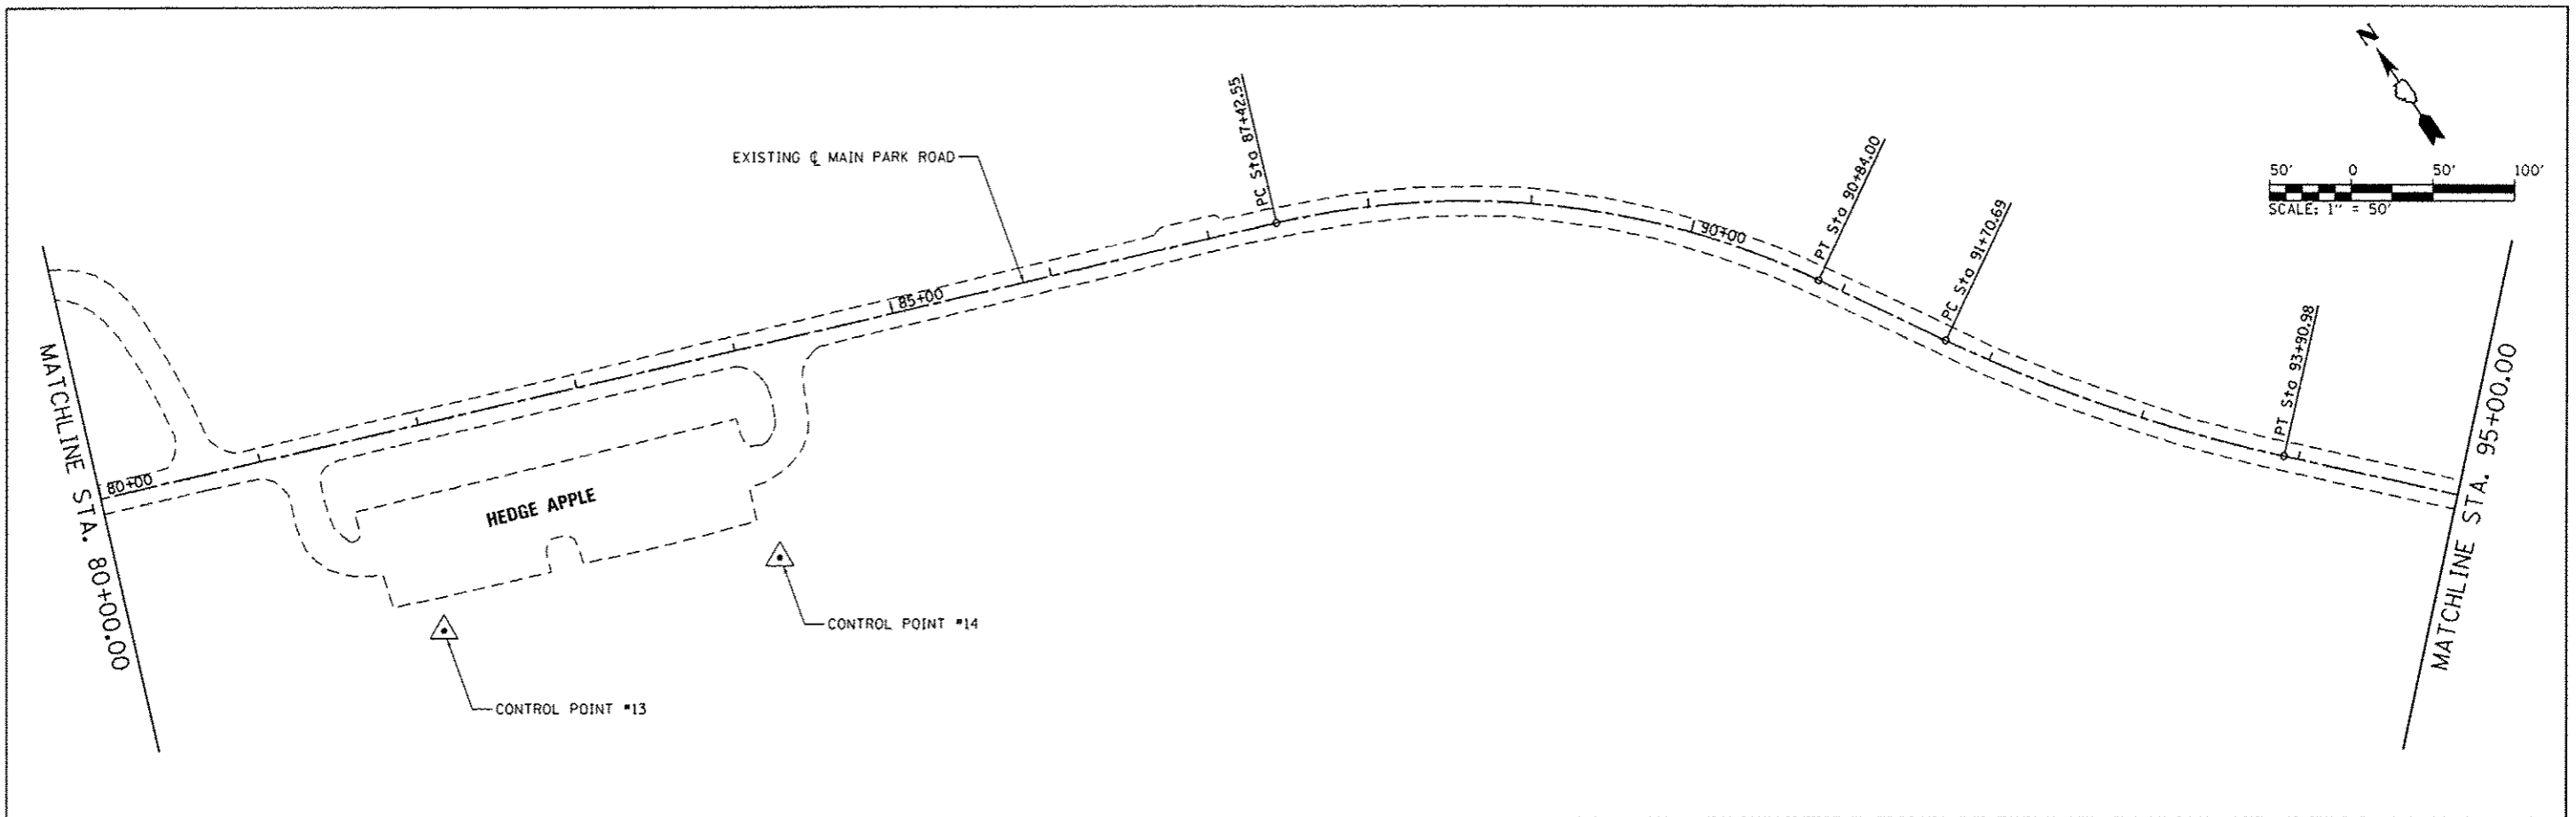 N
50' 0 50' 100'
SCALE: 1" = 50'
PC Sta 87+42.55
EXISTING ℄ MAIN PARK ROAD
PT Sta 90+84.00
PC Sta 91+70.69
90+00
85+00
PT Sta 93+90.98
MATCHLINE STA. 80+00.00
80+00
HEDGE APPLE
MATCHLINE STA. 95+00.00
CONTROL POINT #14
CONTROL POINT #13